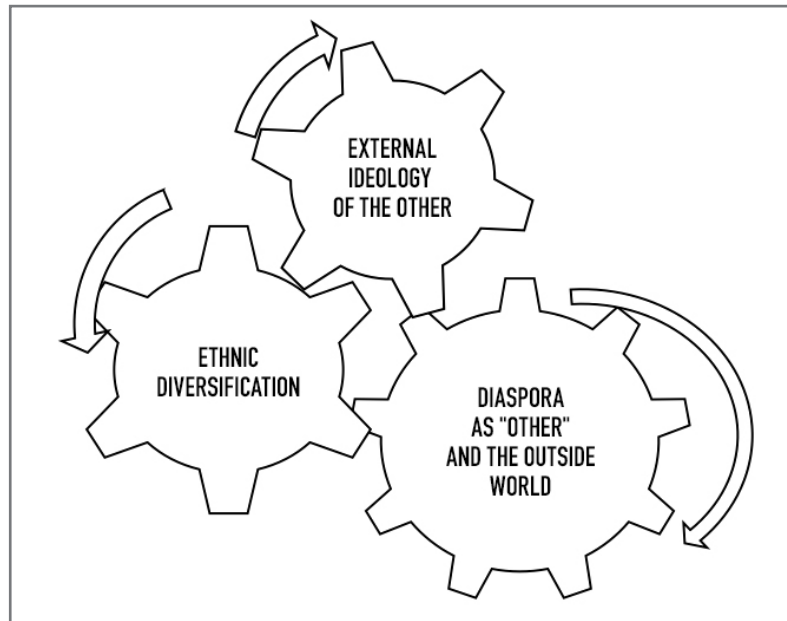 EXTERNAL
IDEOLOGY
OF THE OTHER
ETHNIC
DIVERSIFICATION
DIASPORA
AS "OTHER"
AND THE OUTSIDE
WORLD